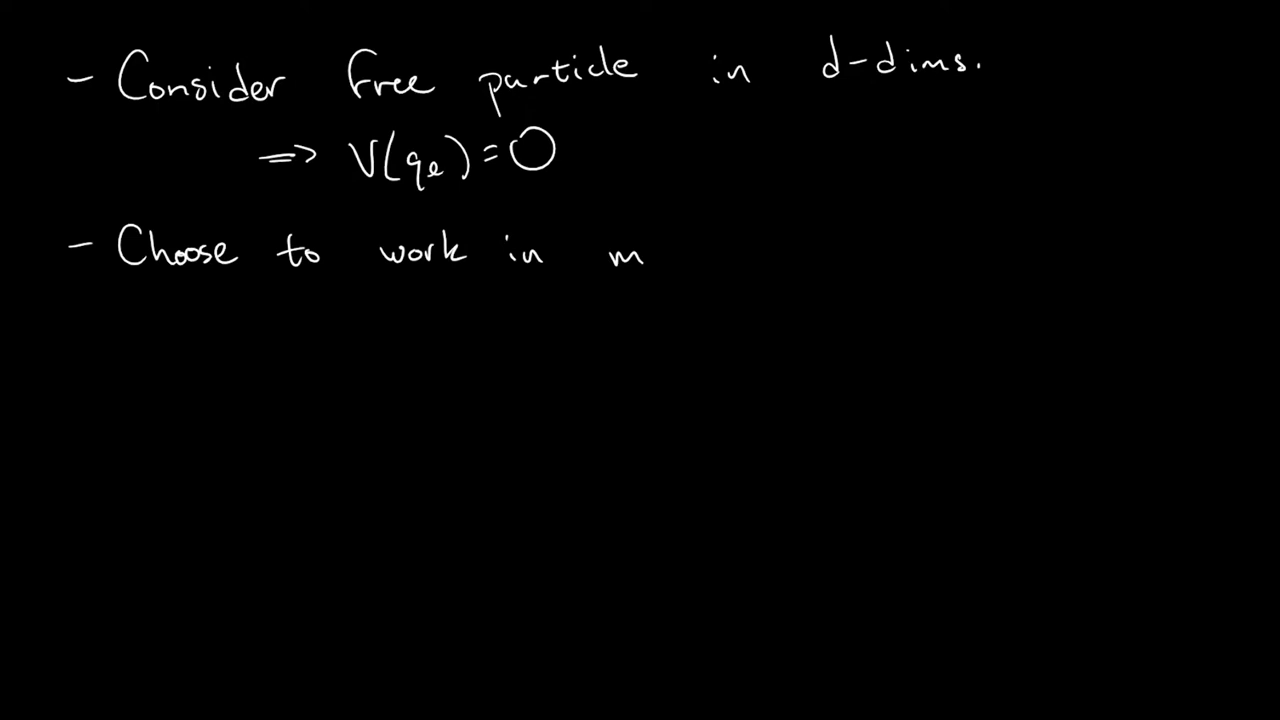 - Consider free particle in d-dims.
⇒ V(qe) = 0
- Choose to work in m